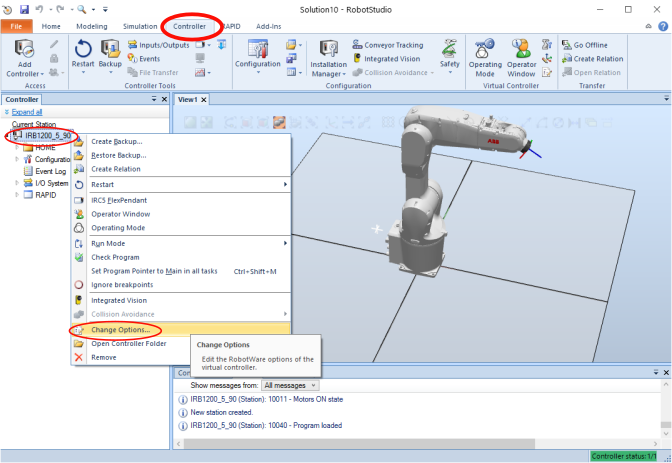 Solution10 - RobotStudio
File Home Modeling Simulation Controller RAPID Add-Ins
Add Controller
Access
Restart Backup
Inputs/Outputs
Events
File Transfer
Controller Tools
Configuration
Installation Manager
Conveyor Tracking
Integrated Vision
Collision Avoidance
Safety
Configuration
Operating Mode
Operator Window
Virtual Controller
Go Offline
Create Relation
Open Relation
Transfer
Controller
Expand all
Current Station
IRB1200_5_90
HOME
Configuratio
Event Log
I/O System
RAPID
View1
ABB
Create Backup...
Restore Backup...
Create Relation
Restart
IRC5 FlexPendant
Operator Window
Operating Mode
Run Mode
Check Program
Set Program Pointer to Main in all tasks Ctrl+Shift+M
Ignore breakpoints
Integrated Vision
Collision Avoidance
Change Options...
Open Controller Folder
Remove
Change Options
Edit the RobotWare options of the
virtual controller.
Con
Show messages from: All messages
IRB1200_5_90 (Station): 10011 - Motors ON state
New station created.
IRB1200_5_90 (Station): 10040 - Program loaded
Controller status: 1/1